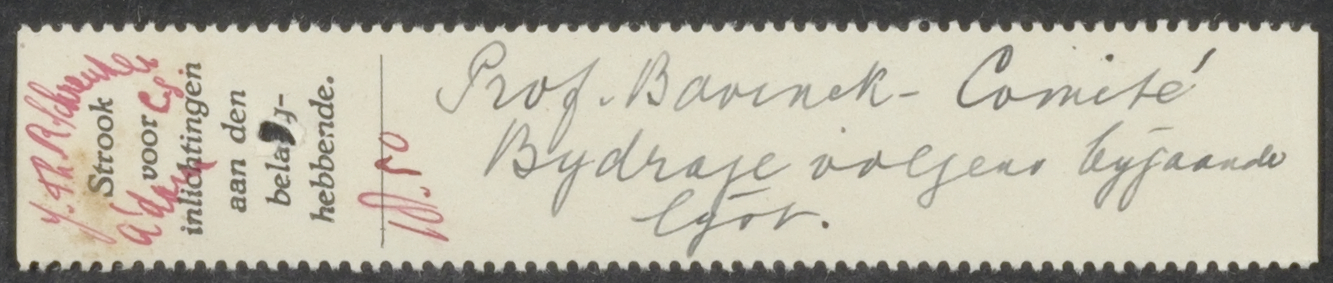 Strook
voor
inlichtingen
aan den
belang-
hebbende.
Prof. Bavinck - Comité
Bydrage volgens bygaande
lyst.